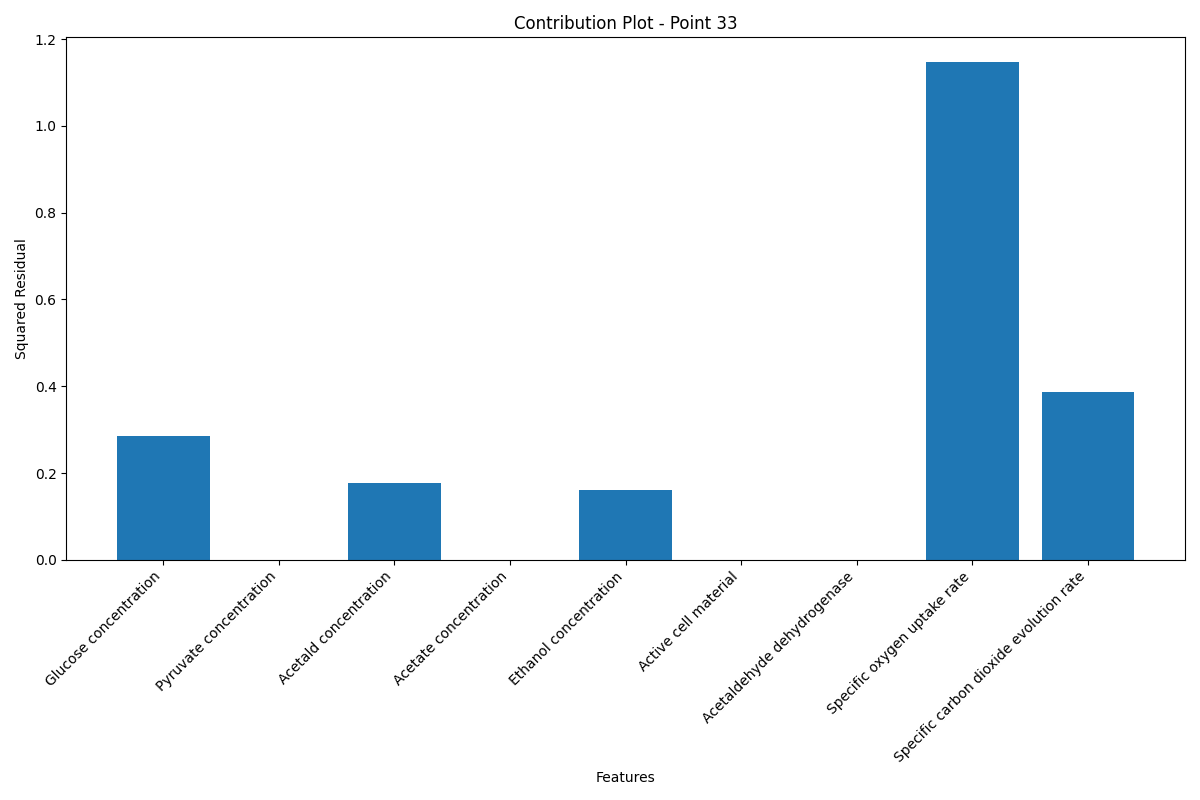 Contribution Plot - Point 33
1.2
1.0
0.8
0.6
0.4
0.2
0.0
Squared Residual
Glucose concentration
Pyruvate concentration
Acetald concentration
Acetate concentration
Ethanol concentration
Active cell material
Acetaldehyde dehydrogenase
Specific oxygen uptake rate
Specific carbon dioxide evolution rate
Features